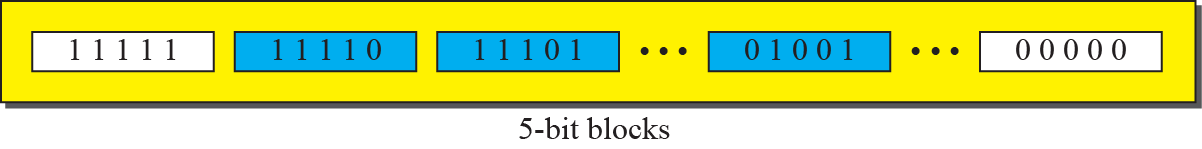 1 1 1 1 1 1 1 1 1 0 1 1 1 0 1 ••• 0 1 0 0 1 ••• 0 0 0 0 0
5-bit blocks